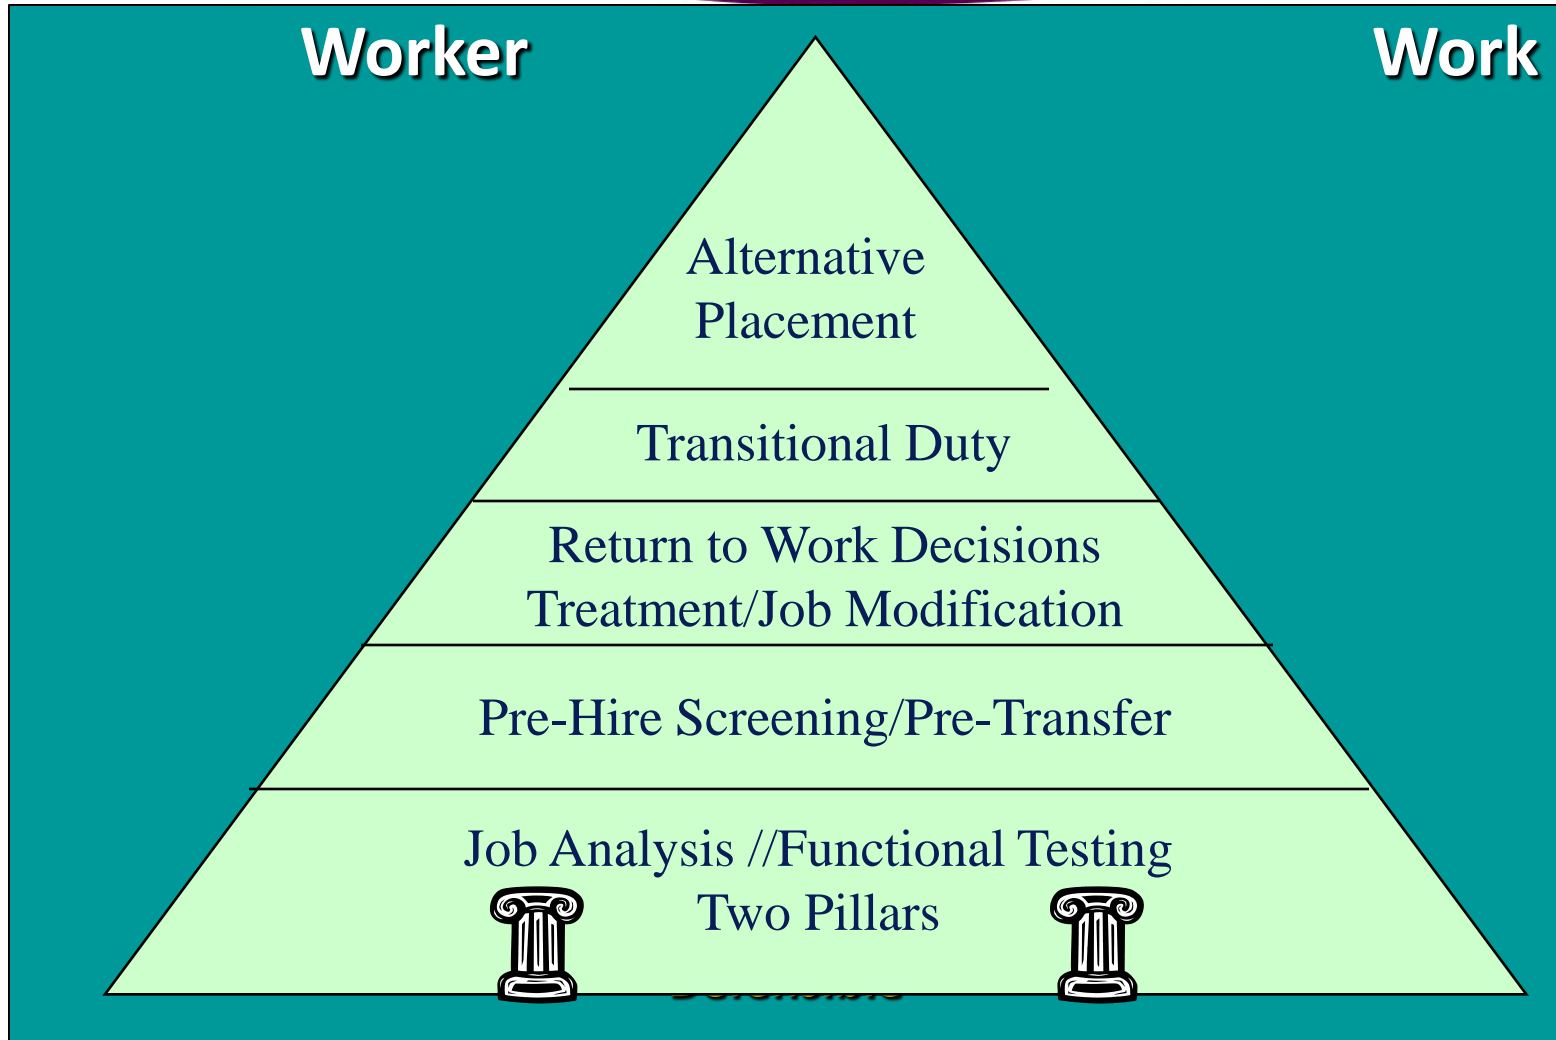 Worker
Work
Alternative
Placement
Transitional Duty
Return to Work Decisions
Treatment/Job Modification
Pre-Hire Screening/Pre-Transfer
Job Analysis //Functional Testing
Two Pillars